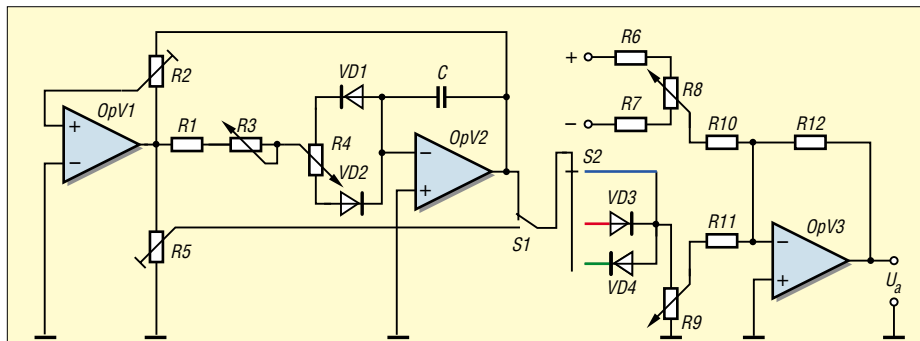 R6
+
R2
VD1
C
R8
OpV1
R7
+
−
R1
R3
OpV2
−
R10
R12
R4
−
+
S2
VD2
VD3
R11
OpV3
R5
S1
−
+
VD4
R9
Ua